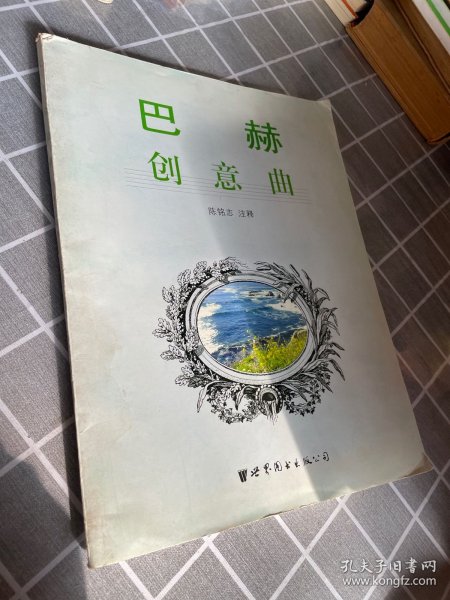 巴 赫
创 意 曲
陈铭志 注释
世界图书出版公司
孔夫子旧书网
www.kongfz.com